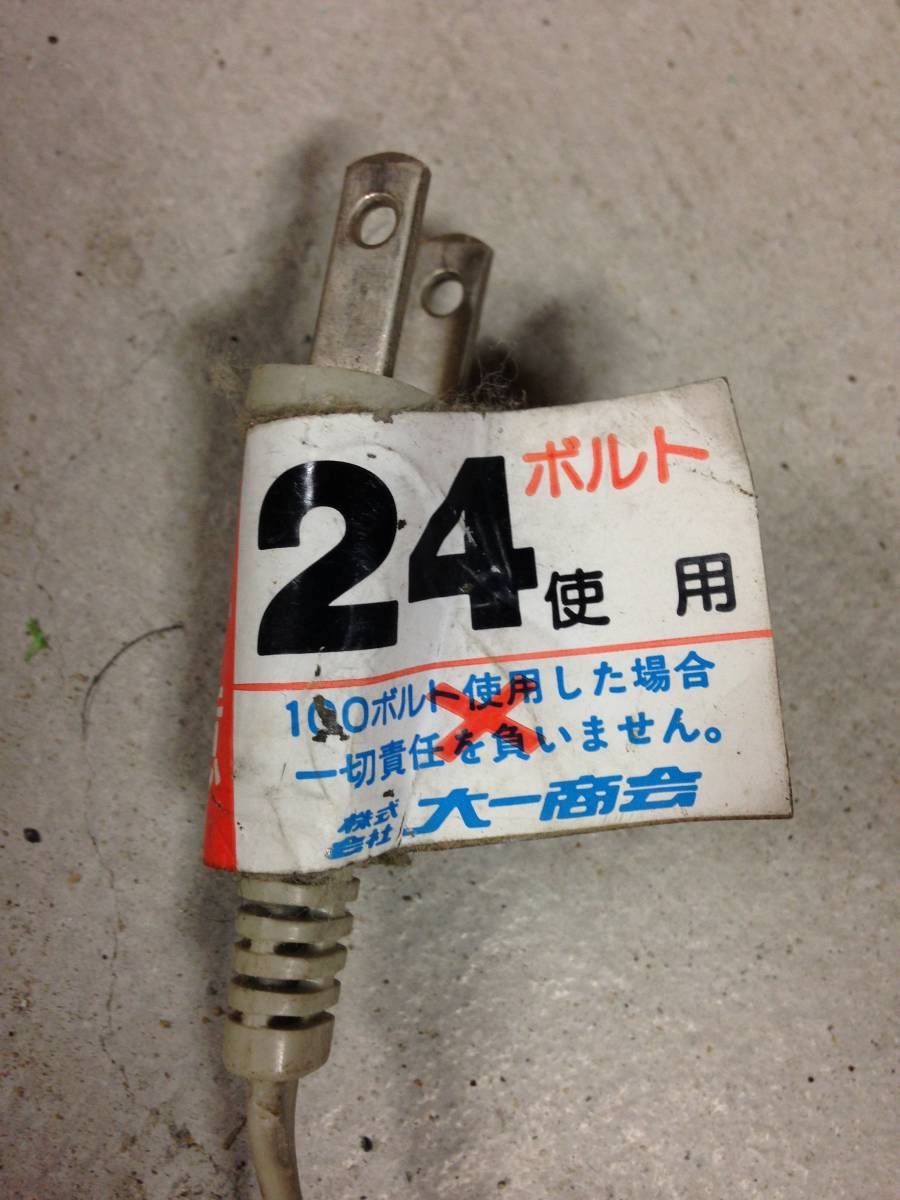 24ボルト
使用
100ボルト使用した場合
一切責任を負いません。
株式会社 大一商会